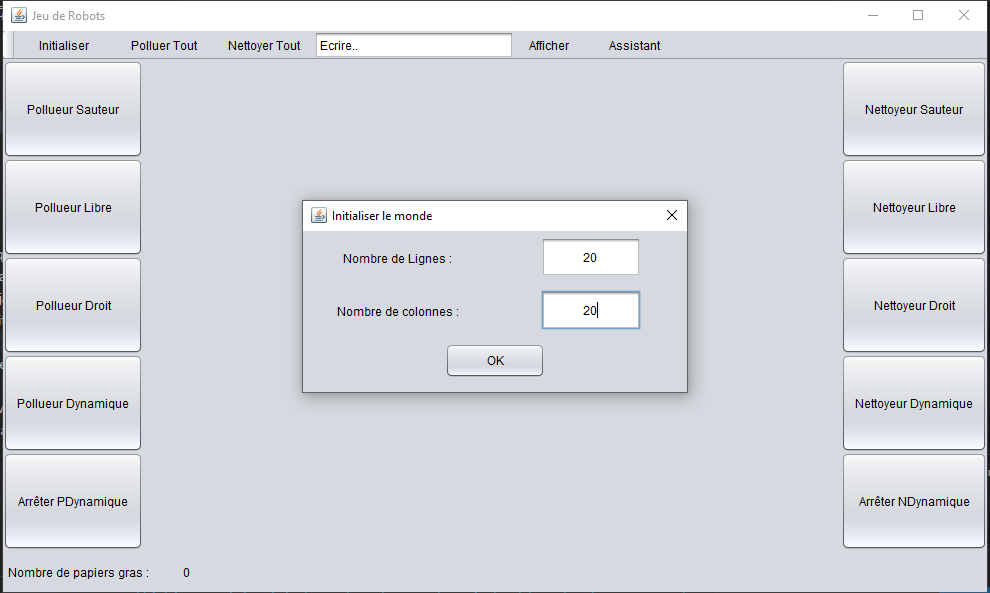 Jeu de Robots
Initialiser Polluer Tout Nettoyer Tout Ecrire.. Afficher Assistant
Pollueur Sauteur
Pollueur Libre
Pollueur Droit
Pollueur Dynamique
Arrêter PDynamique
Initialiser le monde
Nombre de Lignes : 20
Nombre de colonnes : 20
OK
Nettoyeur Sauteur
Nettoyeur Libre
Nettoyeur Droit
Nettoyeur Dynamique
Arrêter NDynamique
Nombre de papiers gras : 0